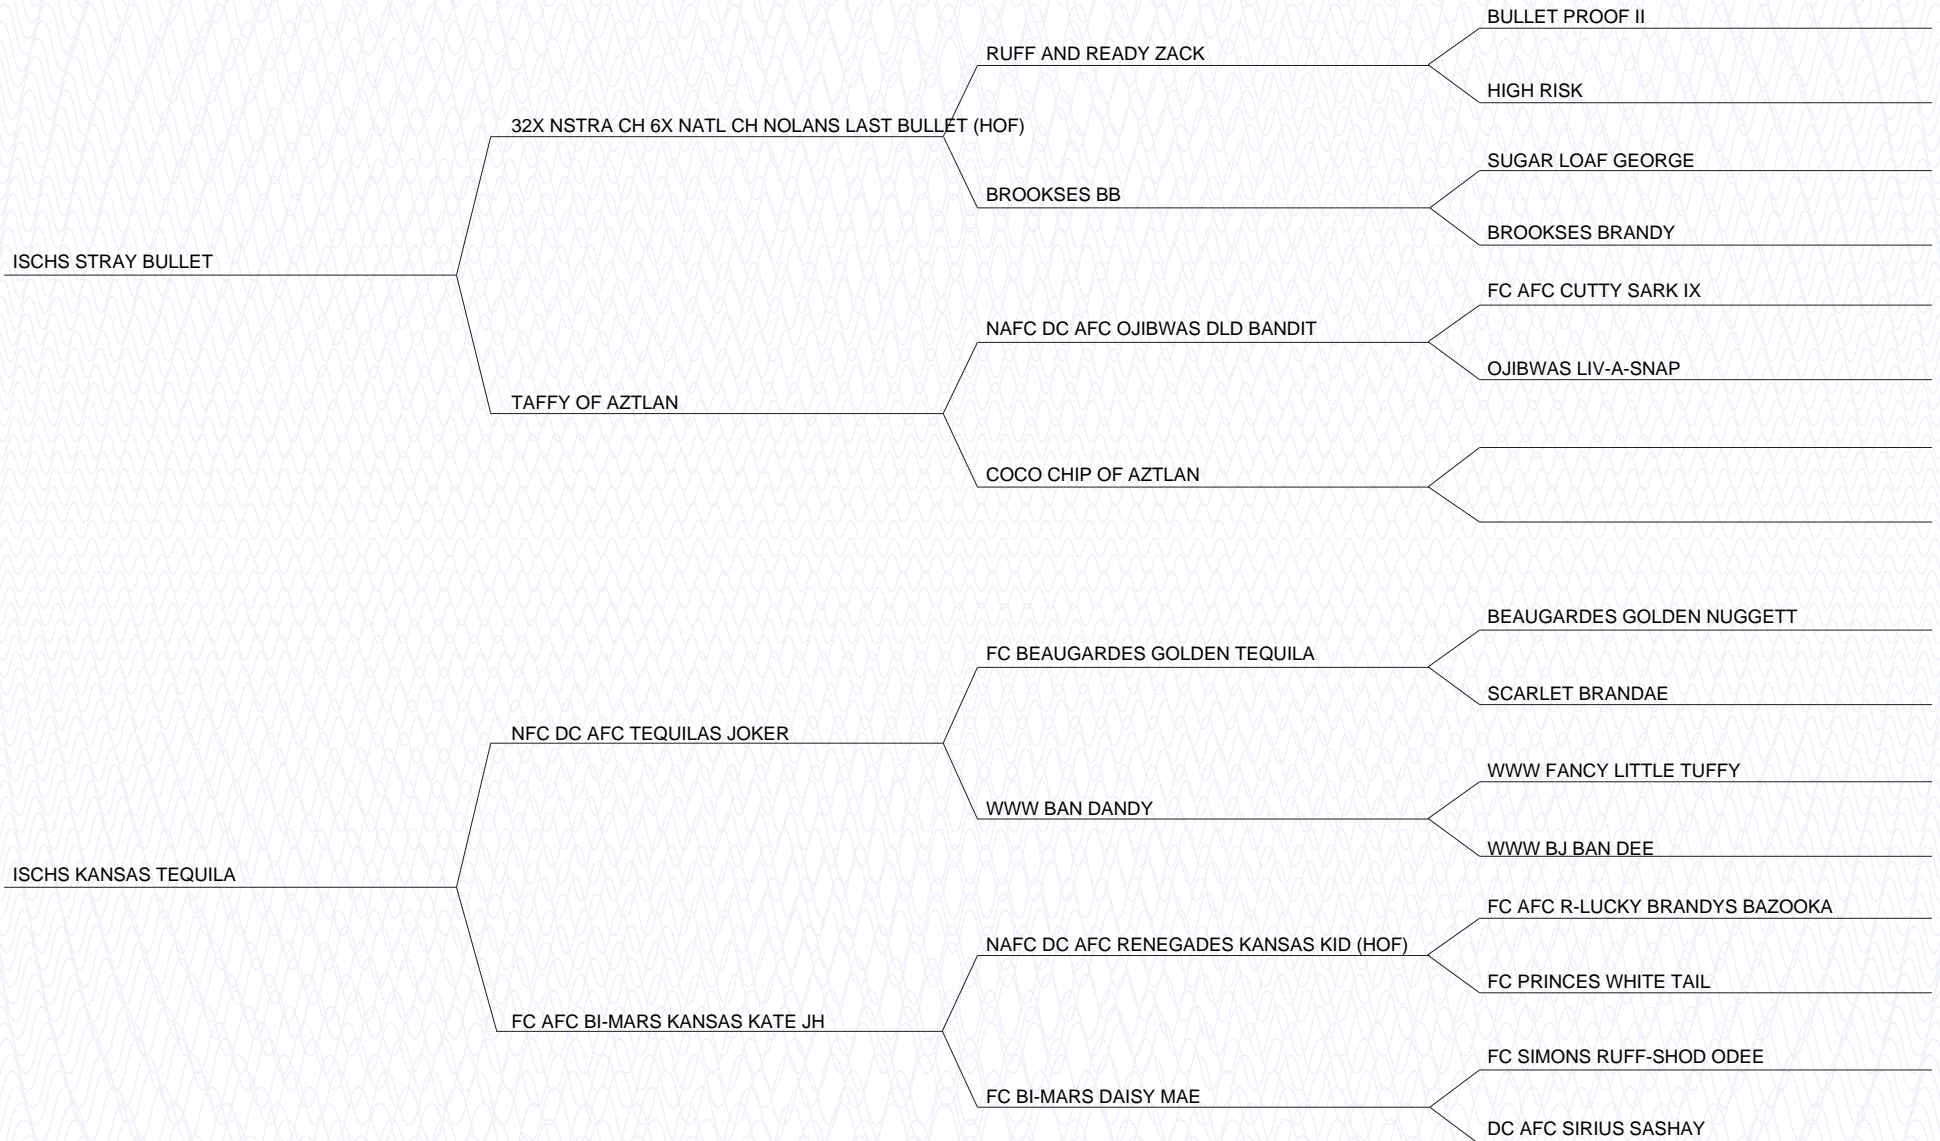 BULLET PROOF II
RUFF AND READY ZACK
HIGH RISK
32X NSTRA CH 6X NATL CH NOLANS LAST BULLET (HOF)
SUGAR LOAF GEORGE
BROOKSES BB
BROOKSES BRANDY
ISCHS STRAY BULLET
FC AFC CUTTY SARK IX
NAFC DC AFC OJIBWAS DLD BANDIT
OJIBWAS LIV-A-SNAP
TAFFY OF AZTLAN
COCO CHIP OF AZTLAN
BEAUGARDES GOLDEN NUGGETT
FC BEAUGARDES GOLDEN TEQUILA
SCARLET BRANDAE
NFC DC AFC TEQUILAS JOKER
WWW FANCY LITTLE TUFFY
WWW BAN DANDY
WWW BJ BAN DEE
ISCHS KANSAS TEQUILA
FC AFC R-LUCKY BRANDYS BAZOOKA
NAFC DC AFC RENEGADES KANSAS KID (HOF)
FC PRINCES WHITE TAIL
FC AFC BI-MARS KANSAS KATE JH
FC SIMONS RUFF-SHOD ODEE
FC BI-MARS DAISY MAE
DC AFC SIRIUS SASHAY